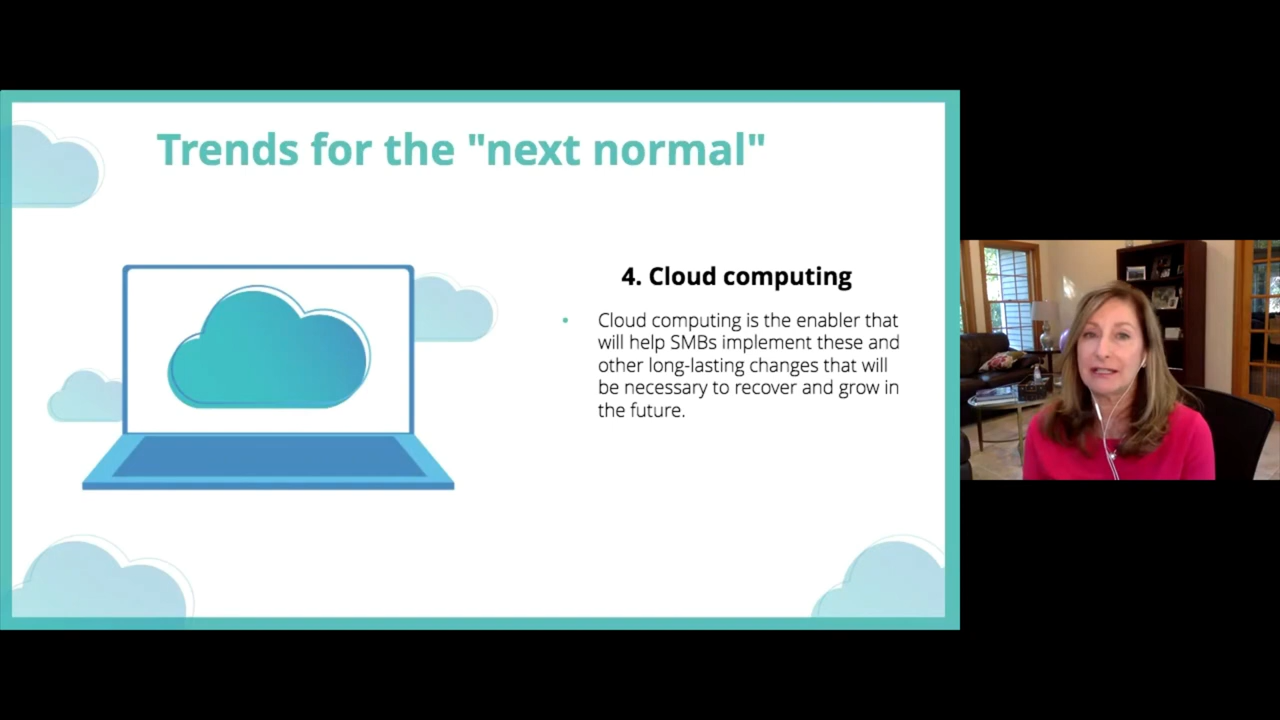 Trends for the "next normal"
4. Cloud computing
• Cloud computing is the enabler that
will help SMBs implement these and
other long-lasting changes that will
be necessary to recover and grow in
the future.